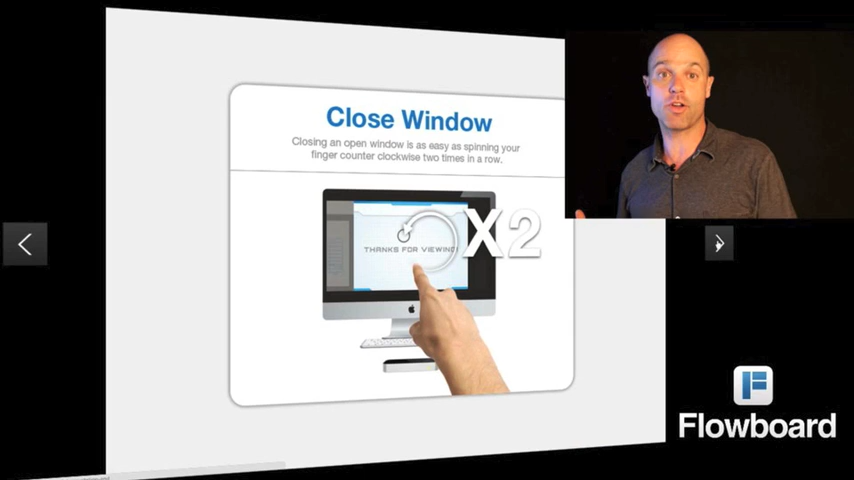 Close Window
Closing an open window is as easy as spinning your
finger counter clockwise two times in a row.
THANKS FOR VIEWING!
X2
Flowboard